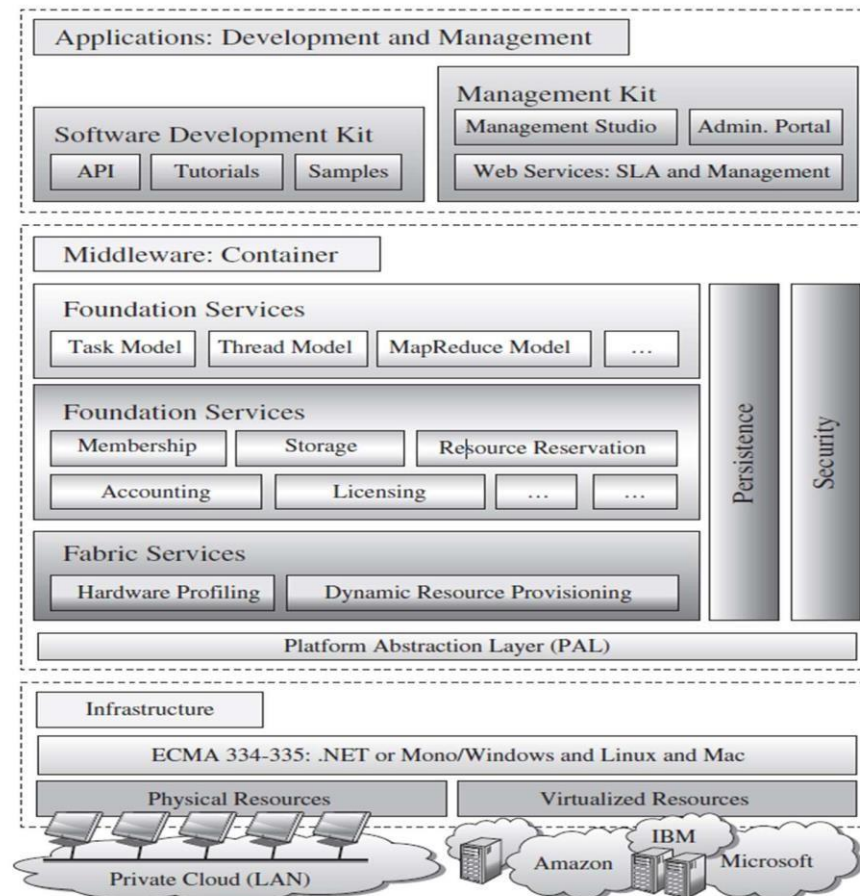 Applications: Development and Management
Management Kit
Management Studio
Admin. Portal
Web Services: SLA and Management
Software Development Kit
API
Tutorials
Samples
Middleware: Container
Foundation Services
Task Model
Thread Model
MapReduce Model
…
Foundation Services
Membership
Storage
Resource Reservation
Accounting
Licensing
…
…
Fabric Services
Hardware Profiling
Dynamic Resource Provisioning
Persistence
Security
Platform Abstraction Layer (PAL)
Infrastructure
ECMA 334-335: .NET or Mono/Windows and Linux and Mac
Physical Resources
Virtualized Resources
Private Cloud (LAN)
Amazon
IBM
Microsoft